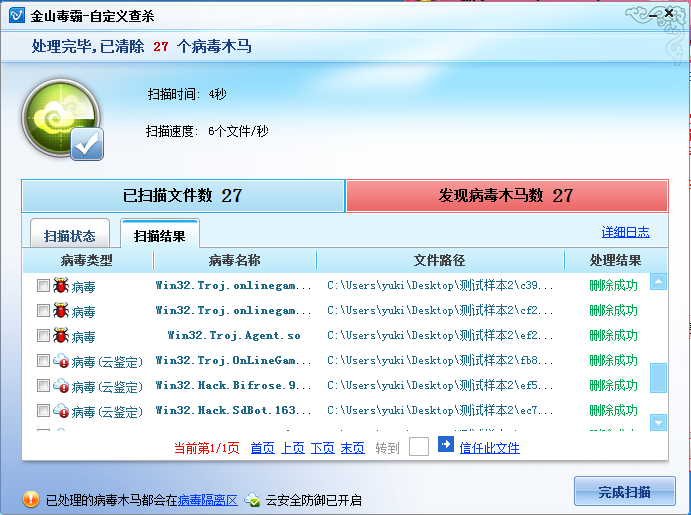 金山毒霸-自定义查杀
处理完毕,已清除 27 个病毒木马
扫描时间: 4秒
扫描速度: 6个文件/秒
已扫描文件数 27 发现病毒木马数 27
扫描状态 扫描结果 详细日志
病毒类型 病毒名称 文件路径 处理结果
病毒 Win32.Troj.onlinegam... C:\Users\yuki\Desktop\测试样本2\c39... 删除成功
病毒 Win32.Troj.onlinegam... C:\Users\yuki\Desktop\测试样本2\cf2... 删除成功
病毒 Win32.Troj.Agent.so C:\Users\yuki\Desktop\测试样本2\ef2... 删除成功
病毒(云鉴定) Win32.Troj.OnLineGam... C:\Users\yuki\Desktop\测试样本2\fb8... 删除成功
病毒(云鉴定) Win32.Hack.Bifrose.9... C:\Users\yuki\Desktop\测试样本2\ef5... 删除成功
病毒(云鉴定) Win32.Hack.SdBot.163... C:\Users\yuki\Desktop\测试样本2\ec7... 删除成功
当前第1/1页 首页 上页 下页 末页 转到 信任此文件
已处理的病毒木马都会在病毒隔离区 云安全防御已开启 完成扫描